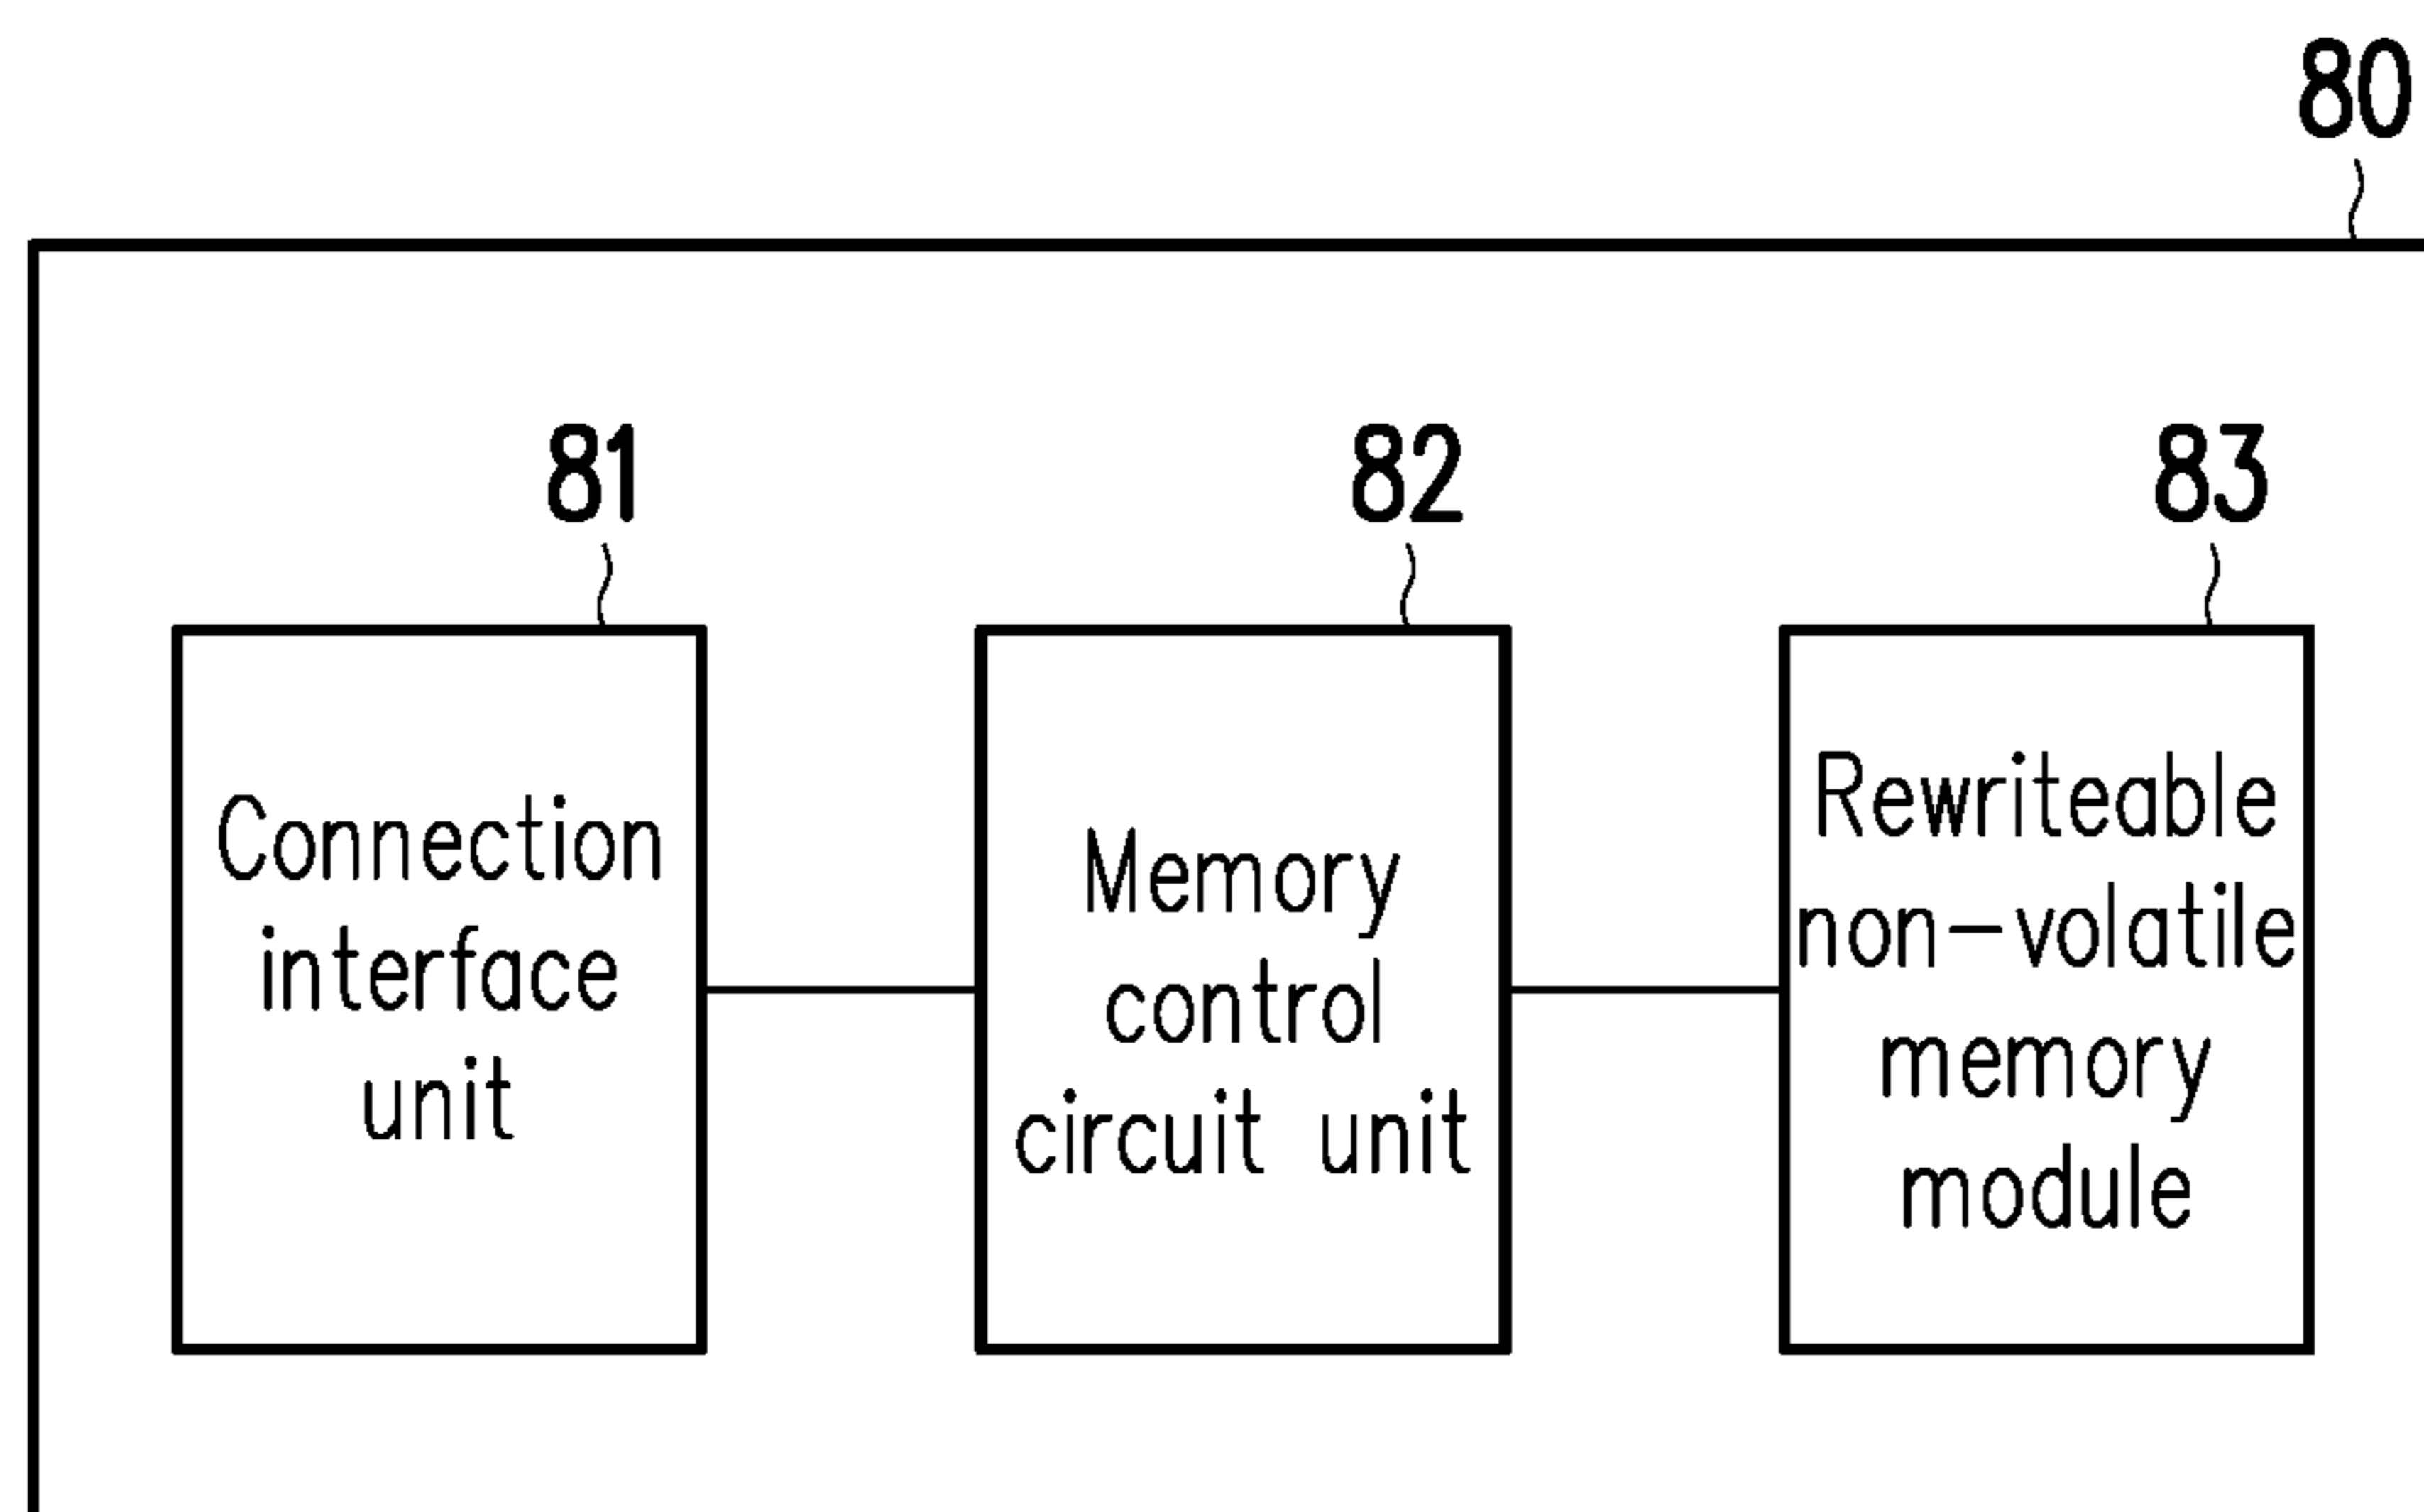 80
81
82
83
Connection
interface
unit
Memory
control
circuit unit
Rewriteable
non-volatile
memory
module